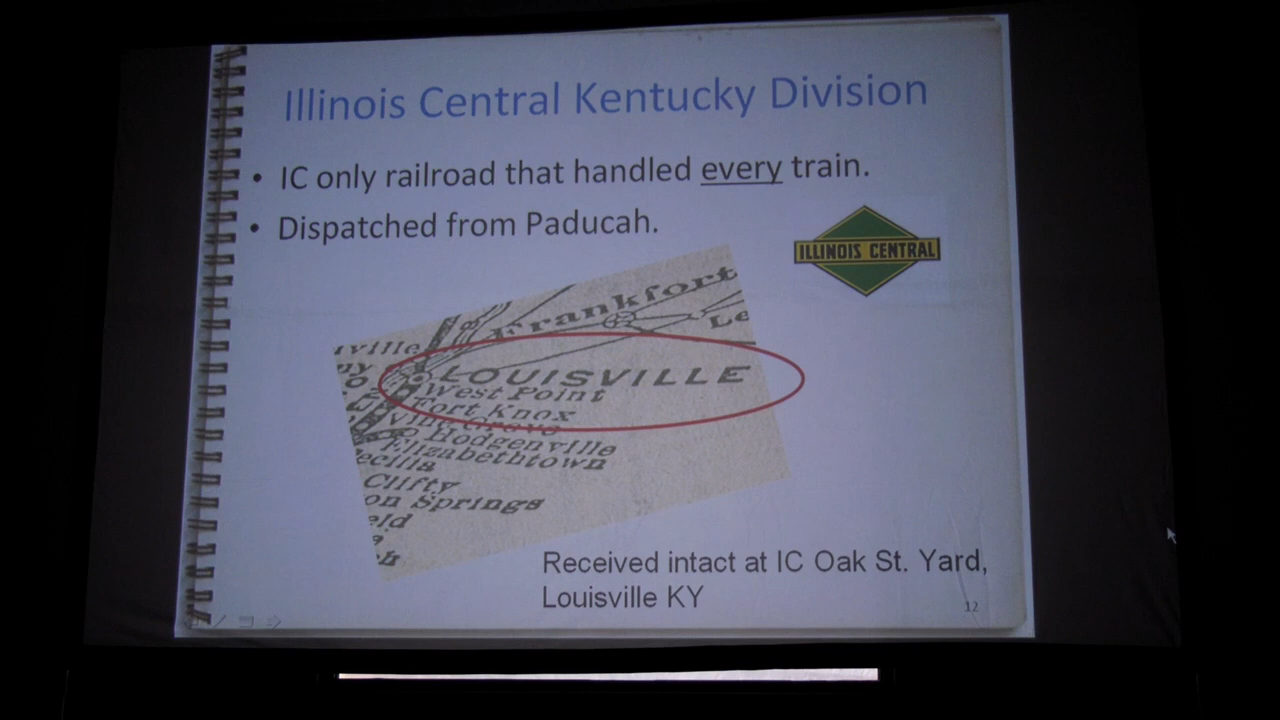 Illinois Central Kentucky Division
• IC only railroad that handled every train.
• Dispatched from Paducah.
ILLINOIS CENTRAL
Frankfort
Le
ville
LOUISVILLE
West Point
Fort Knox
Vine Grove
Hodgenville
Elizabethtown
ecilia
Clifty
on Springs
eld
Received intact at IC Oak St. Yard,
Louisville KY
12